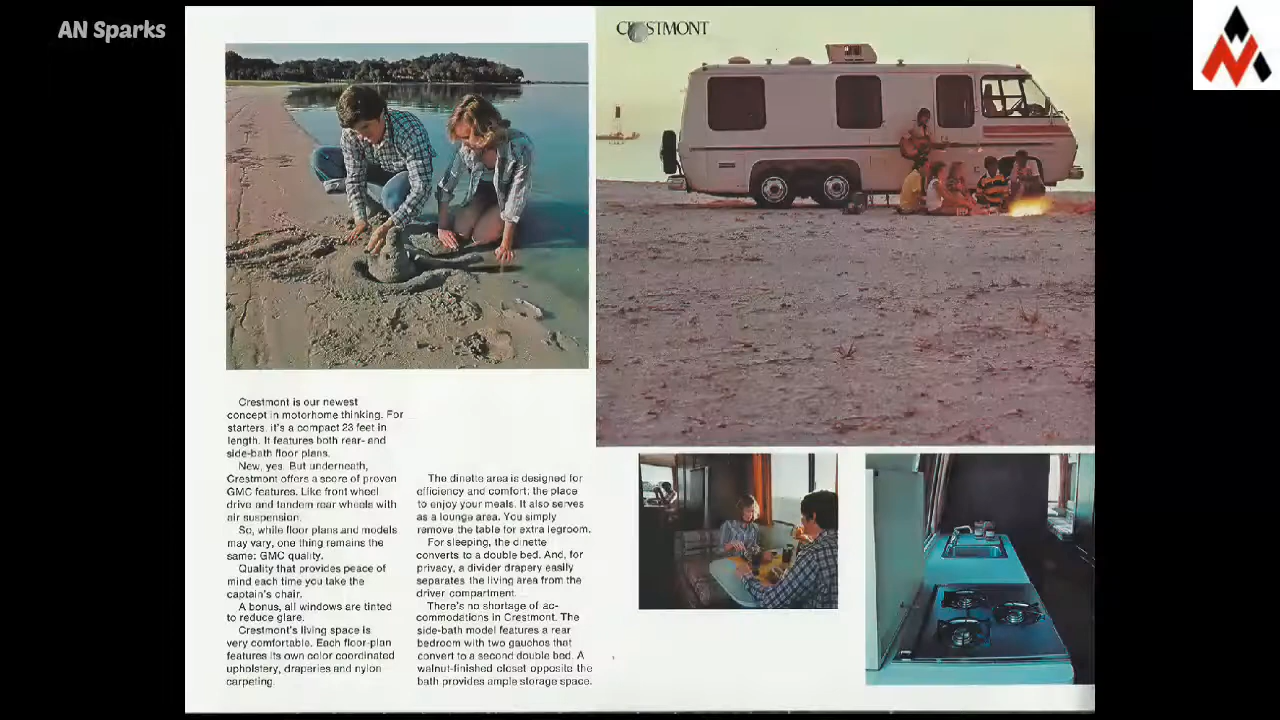 AN Sparks
CRESTMONT
Crestmont is our newest
concept in motorhome thinking. For
starters, it's a compact 23 feet in
length. It features both rear- and
side-bath floor plans.
New, yes. But underneath,
Crestmont offers a score of proven
GMC features. Like front wheel
drive and tandem rear wheels with
air suspension.
So, while floor plans and models
may vary, one thing remains the
same: GMC quality.
Quality that provides peace of
mind each time you take the
captain's chair.
A bonus, all windows are tinted
to reduce glare.
Crestmont's living space is
very comfortable. Each floor-plan
features its own color coordinated
upholstery, draperies and nylon
carpeting.
The dinette area is designed for
efficiency and comfort; the place
to enjoy your meals. It also serves
as a lounge area. You simply
remove the table for extra legroom.
For sleeping, the dinette
converts to a double bed. And, for
privacy, a divider drapery easily
separates the living area from the
driver compartment.
There's no shortage of ac-
commodations in Crestmont. The
side-bath model features a rear
bedroom with two gauchos that
convert to a second double bed. A
walnut-finished closet opposite the
bath provides ample storage space.